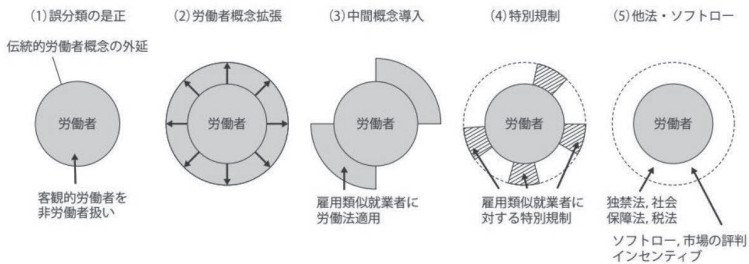 (1)誤分類の是正
伝統的労働者概念の外延
労働者
客観的労働者を
非労働者扱い
(2)労働者概念拡張
労働者
(3)中間概念導入
労働者
雇用類似就業者に
労働法適用
(4)特別規制
労働者
雇用類似就業者に
対する特別規制
(5)他法・ソフトロー
労働者
独禁法, 社会
保障法, 税法
ソフトロー, 市場の評判
インセンティブ